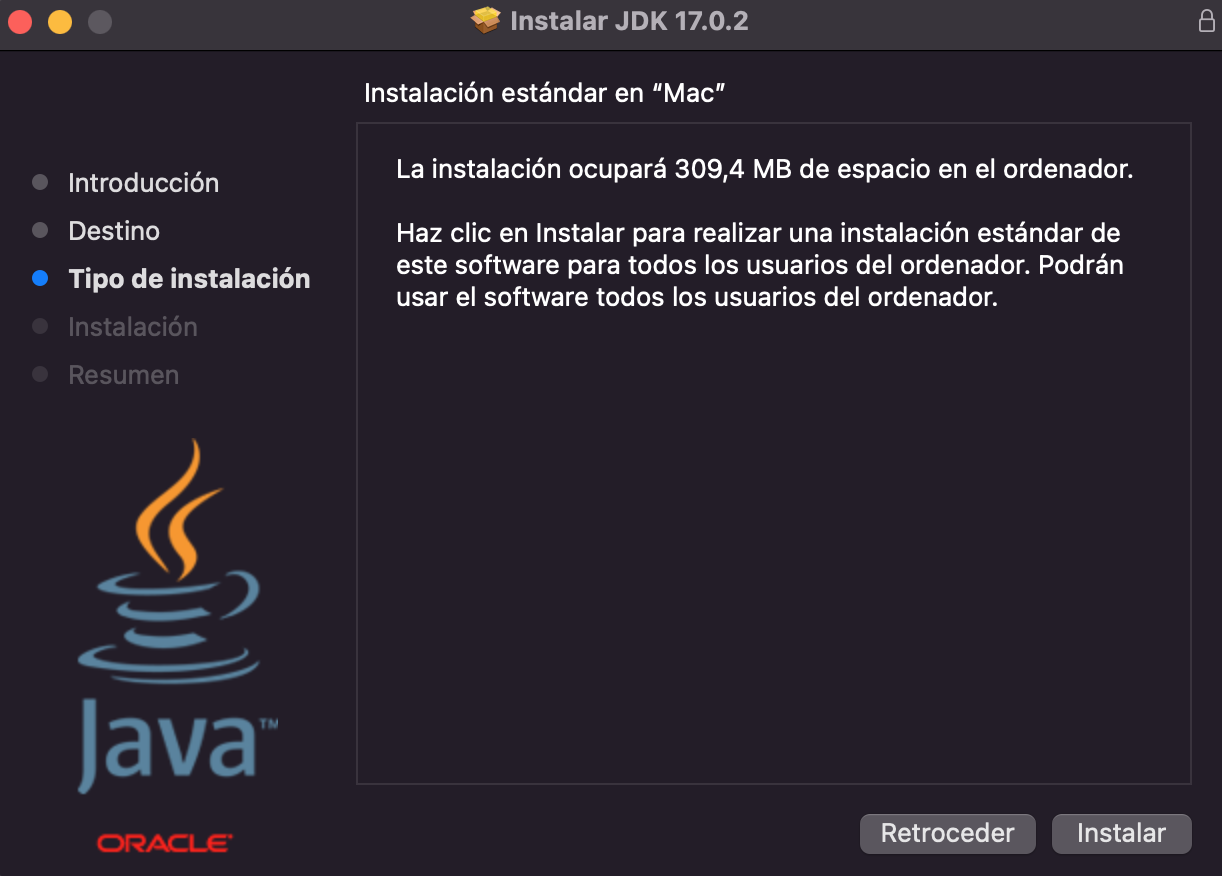 Instalar JDK 17.0.2
Instalación estándar en “Mac”
Introducción
Destino
Tipo de instalación
Instalación
Resumen
La instalación ocupará 309,4 MB de espacio en el ordenador.
Haz clic en Instalar para realizar una instalación estándar de
este software para todos los usuarios del ordenador. Podrán
usar el software todos los usuarios del ordenador.
Java™
ORACLE
Retroceder
Instalar